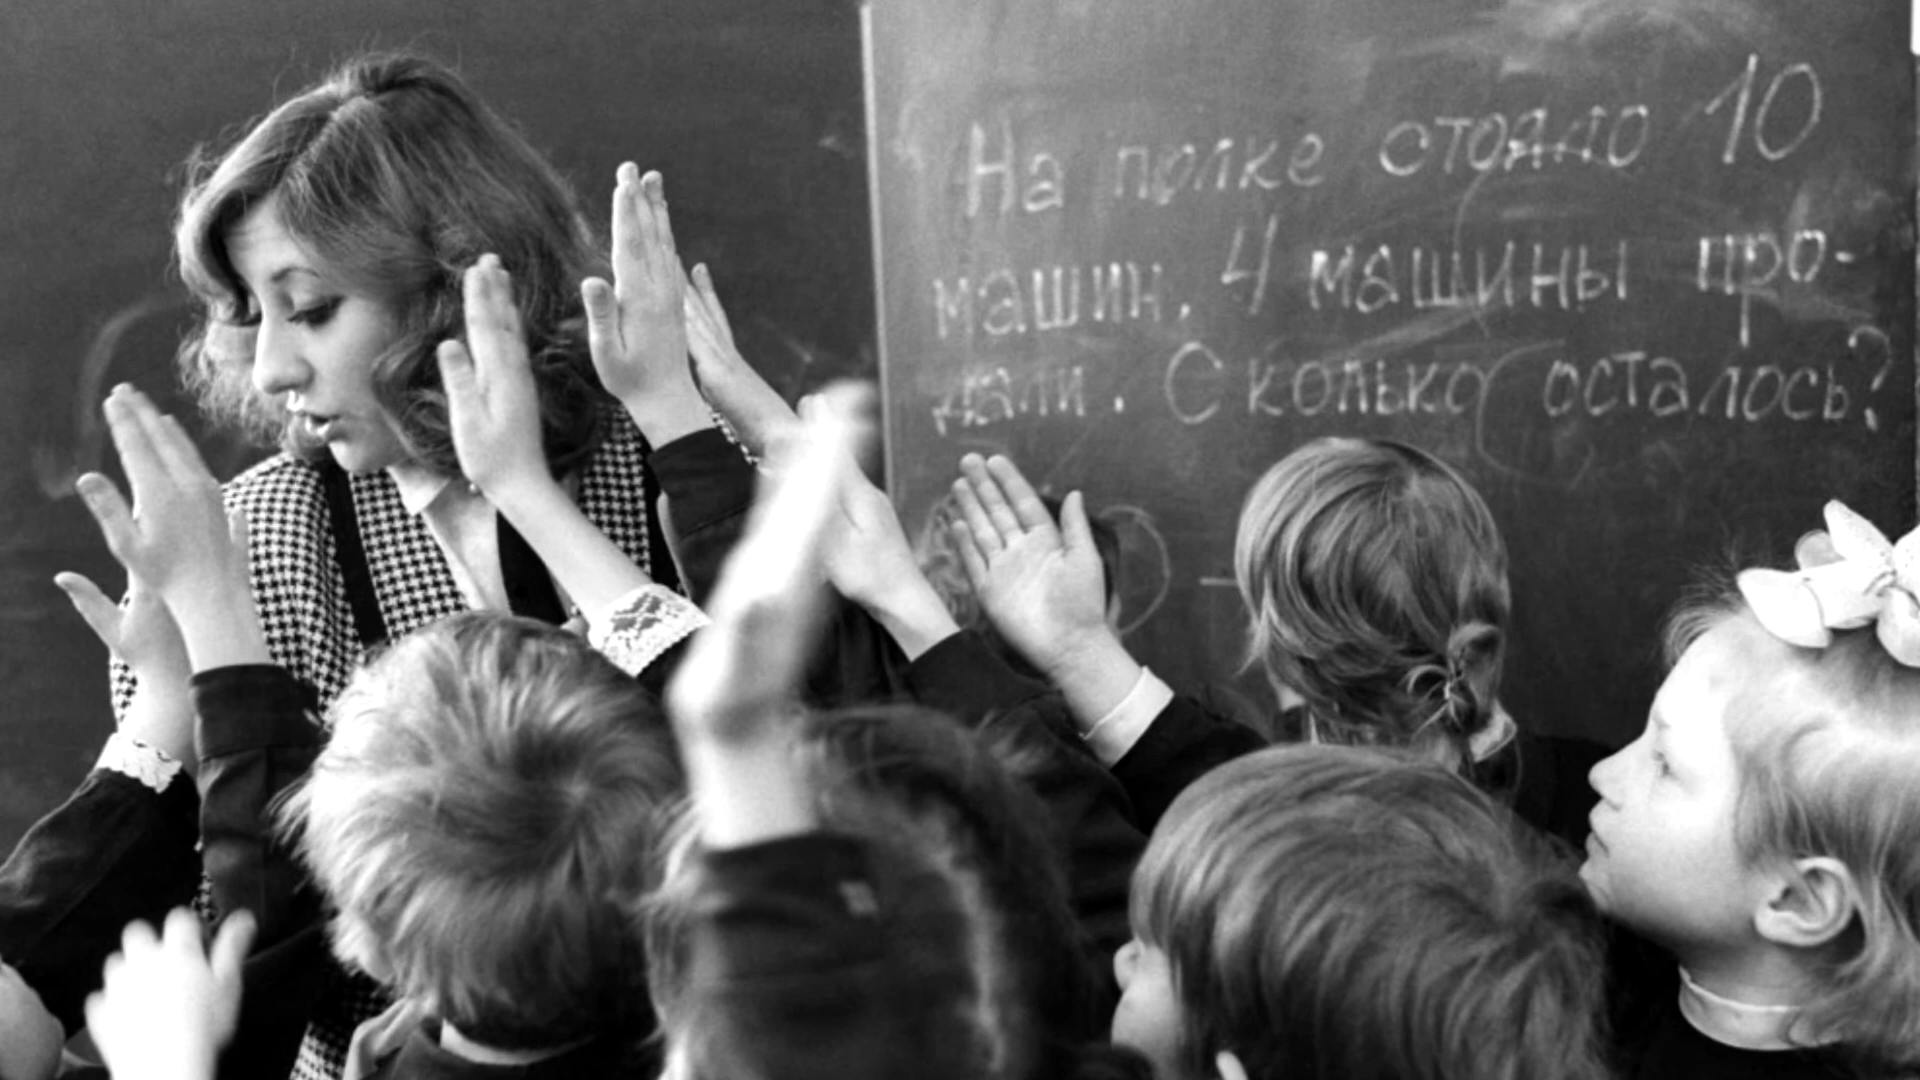 На полке стояло 10
машин. 4 машины про-
дали. Сколько осталось?